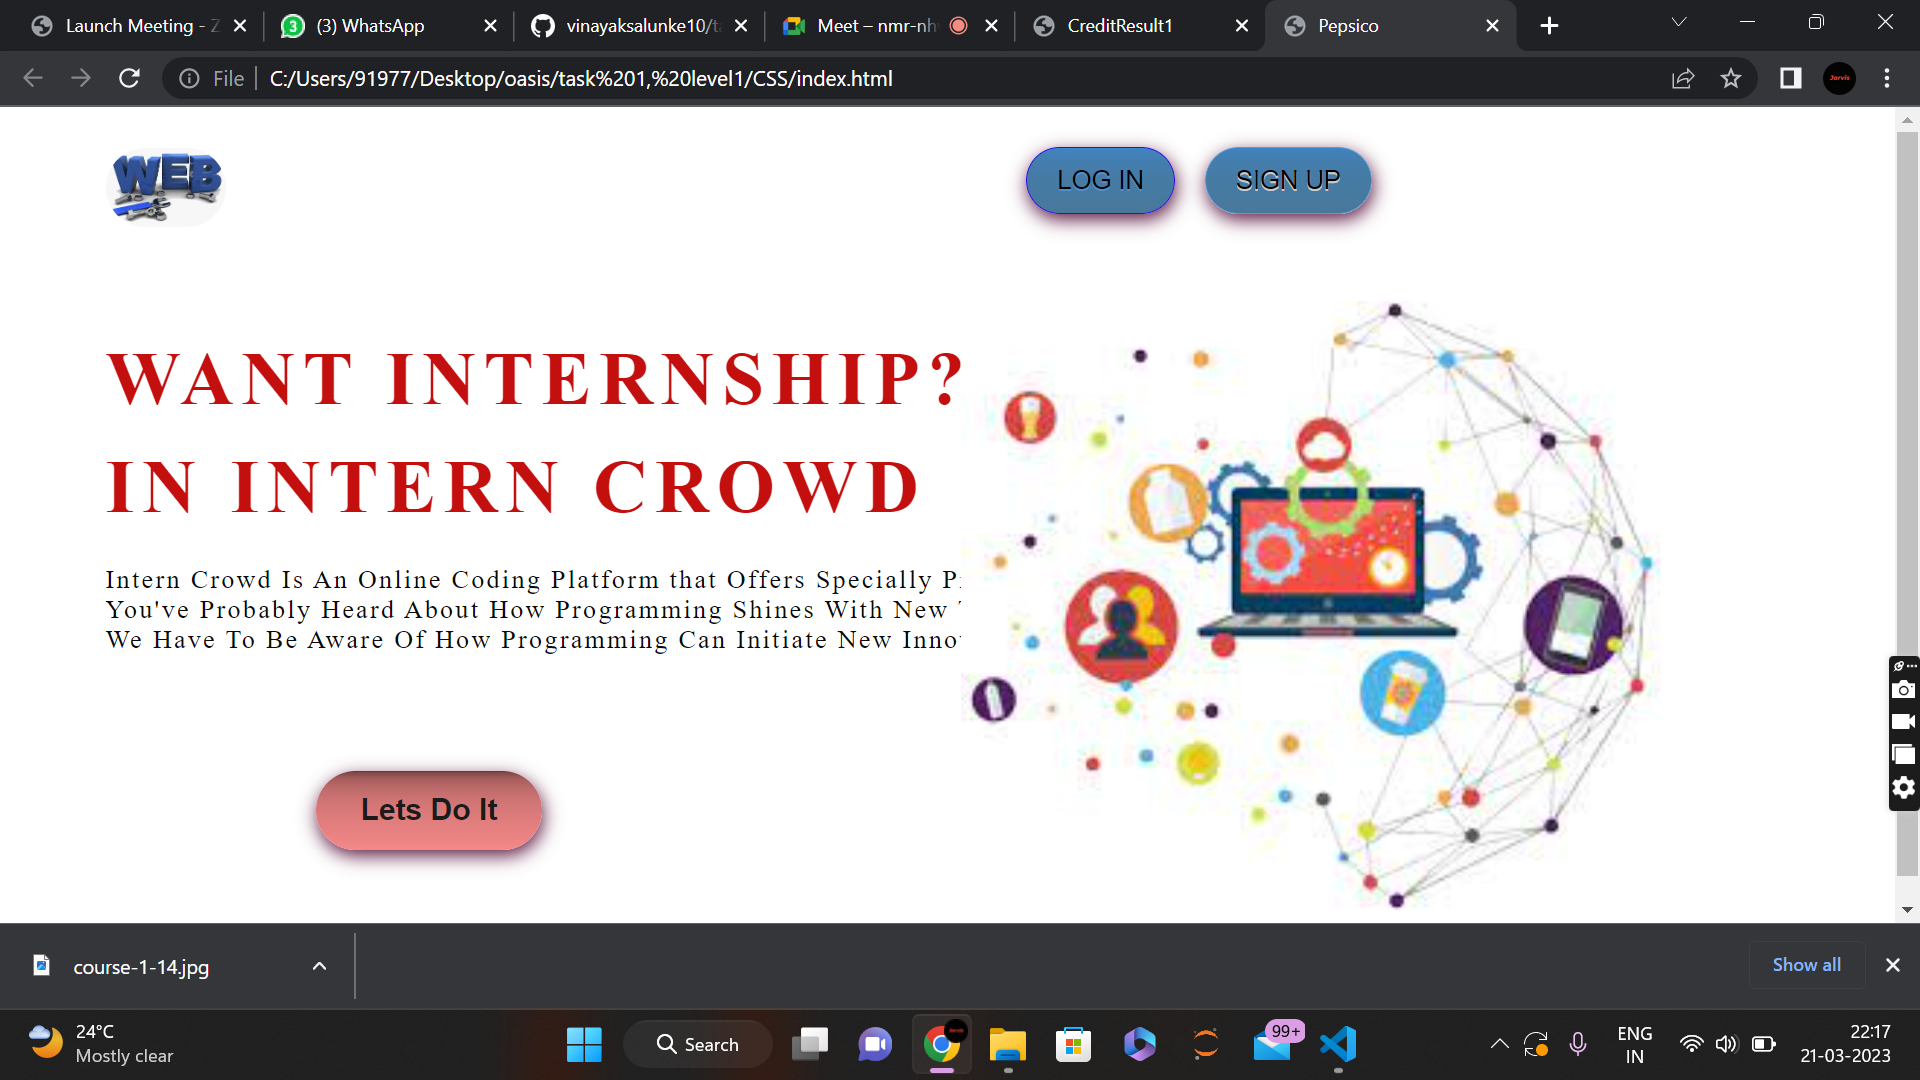 Launch Meeting - Z
3
(3) WhatsApp
vinayaksalunke10/ta
Meet – nmr-nh
CreditResult1
Pepsico
File
C:/Users/91977/Desktop/oasis/task%201,%20level1/CSS/index.html
Jarvis
WEB
LOG IN
SIGN UP
WANT INTERNSHIP?
IN INTERN CROWD
Intern Crowd Is An Online Coding Platform that Offers Specially P
You've Probably Heard About How Programming Shines With New
We Have To Be Aware Of How Programming Can Initiate New Inno
Lets Do It
course-1-14.jpg
Show all
24°C
Mostly clear
Search
Jarvis
99+
ENG
IN
22:17
21-03-2023